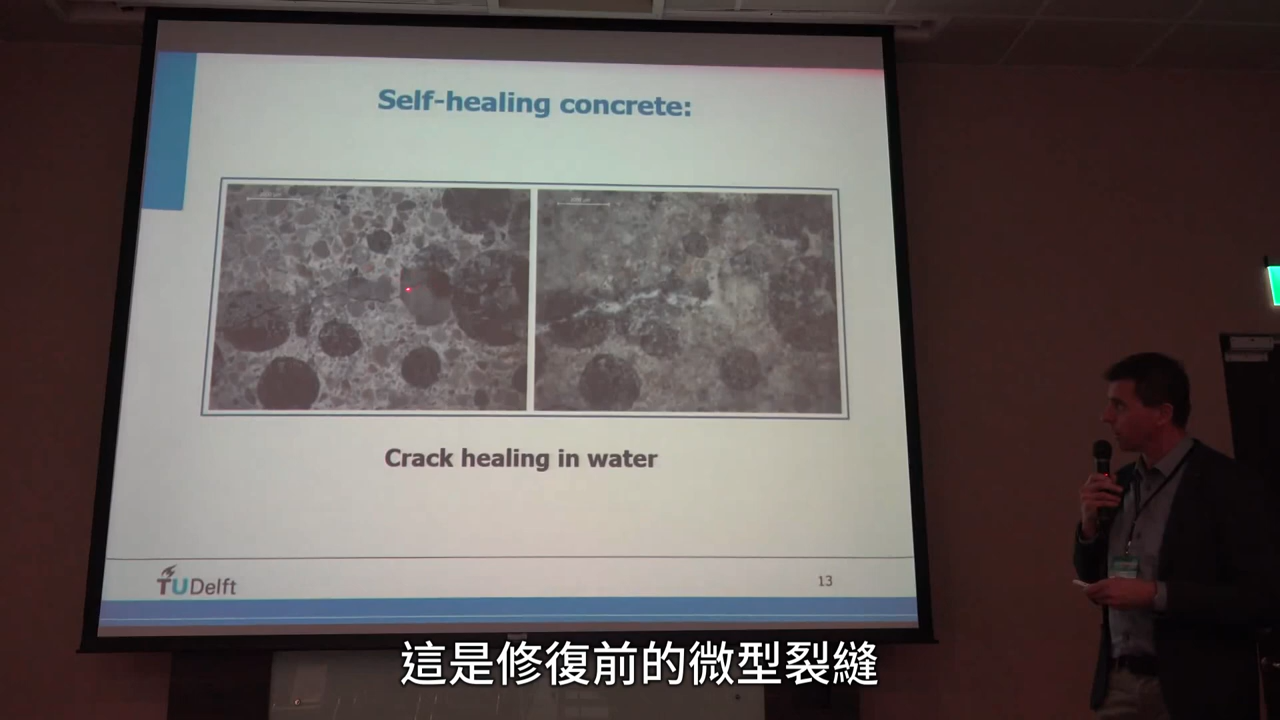 Self-healing concrete:
Crack healing in water
TUDelft
13
這是修復前的微型裂縫